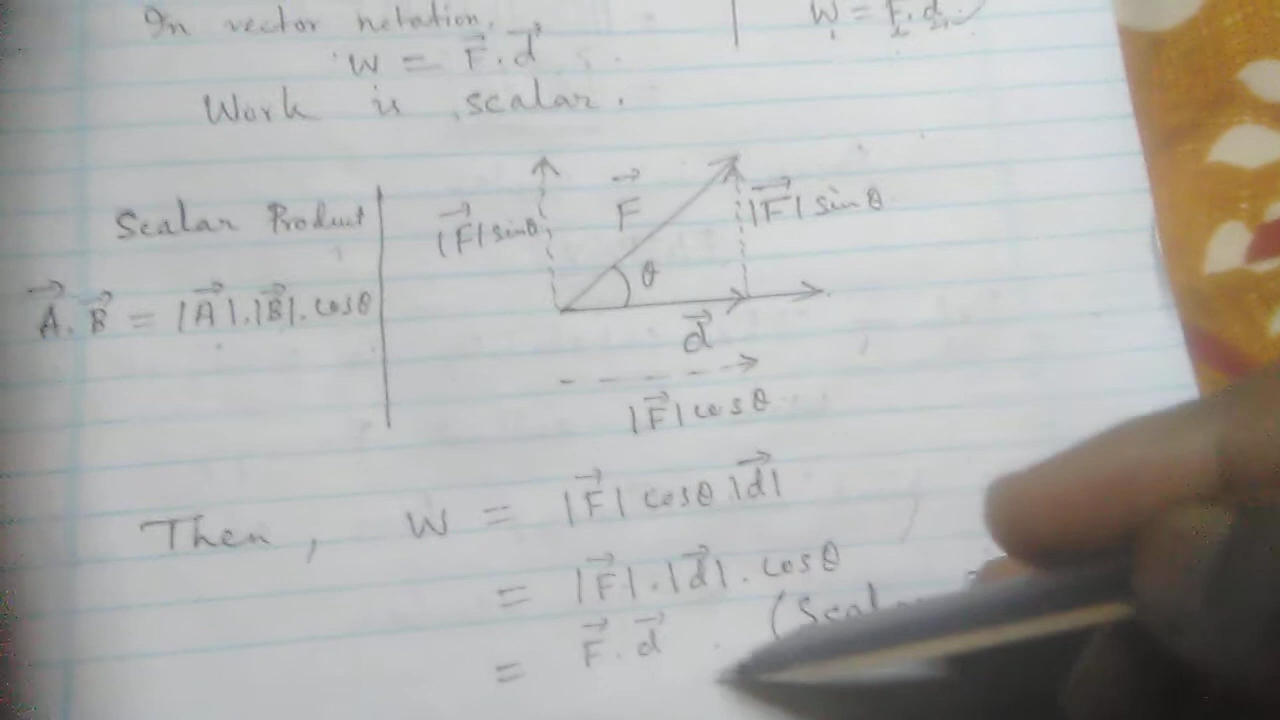 In vector notation.
W = F⃗.d⃗
Work is scalar.
W = F.d
Scalar Product
A⃗.B⃗ = |A⃗|.|B⃗|.cosθ
|F⃗|sinθ
F⃗
|F⃗|sinθ
θ
d⃗
|F⃗|cosθ
Then, W = |F⃗| cosθ |d⃗|
= |F⃗|.|d⃗|.cosθ
= F⃗.d⃗